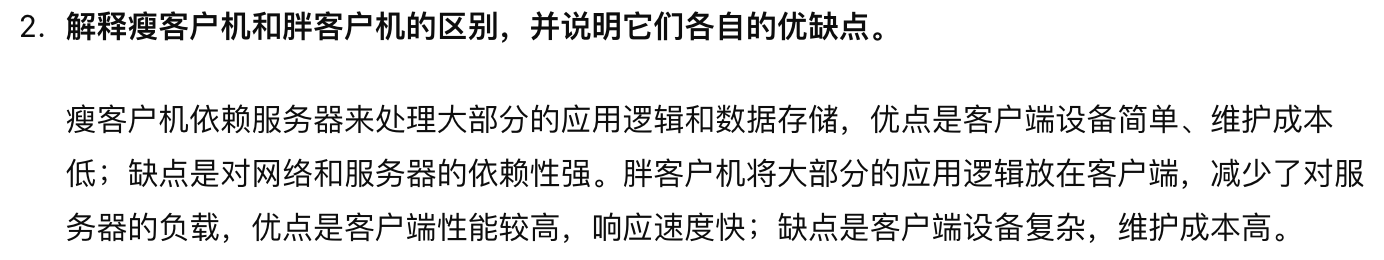 2. 解释瘦客户机和胖客户机的区别，并说明它们各自的优缺点。
瘦客户机依赖服务器来处理大部分的应用逻辑和数据存储，优点是客户端设备简单、维护成本
低；缺点是对网络和服务器的依赖性强。胖客户机将大部分的应用逻辑放在客户端，减少了对服
务器的负载，优点是客户端性能较高，响应速度快；缺点是客户端设备复杂，维护成本高。